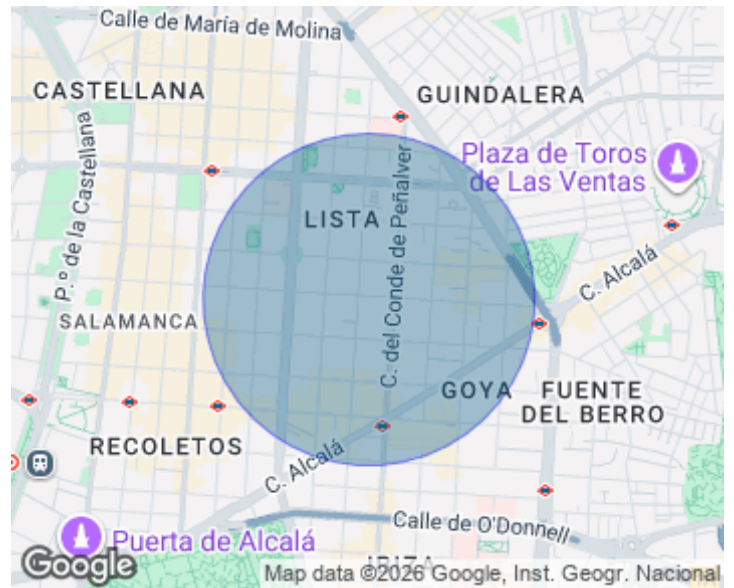 Calle de María de Molina
CASTELLANA
GUINDALERA
Plaza de Toros
de Las Ventas
P.º de la Castellana
C. del Conde de Peñalver
LISTA
C. Alcalá
SALAMANCA
GOYA
FUENTE
DEL BERRO
RECOLETOS
C. Alcalá
Calle de O'Donnell
Puerta de Alcalá
IBIZA
Google
Map data ©2026 Google, Inst. Geogr. Nacional